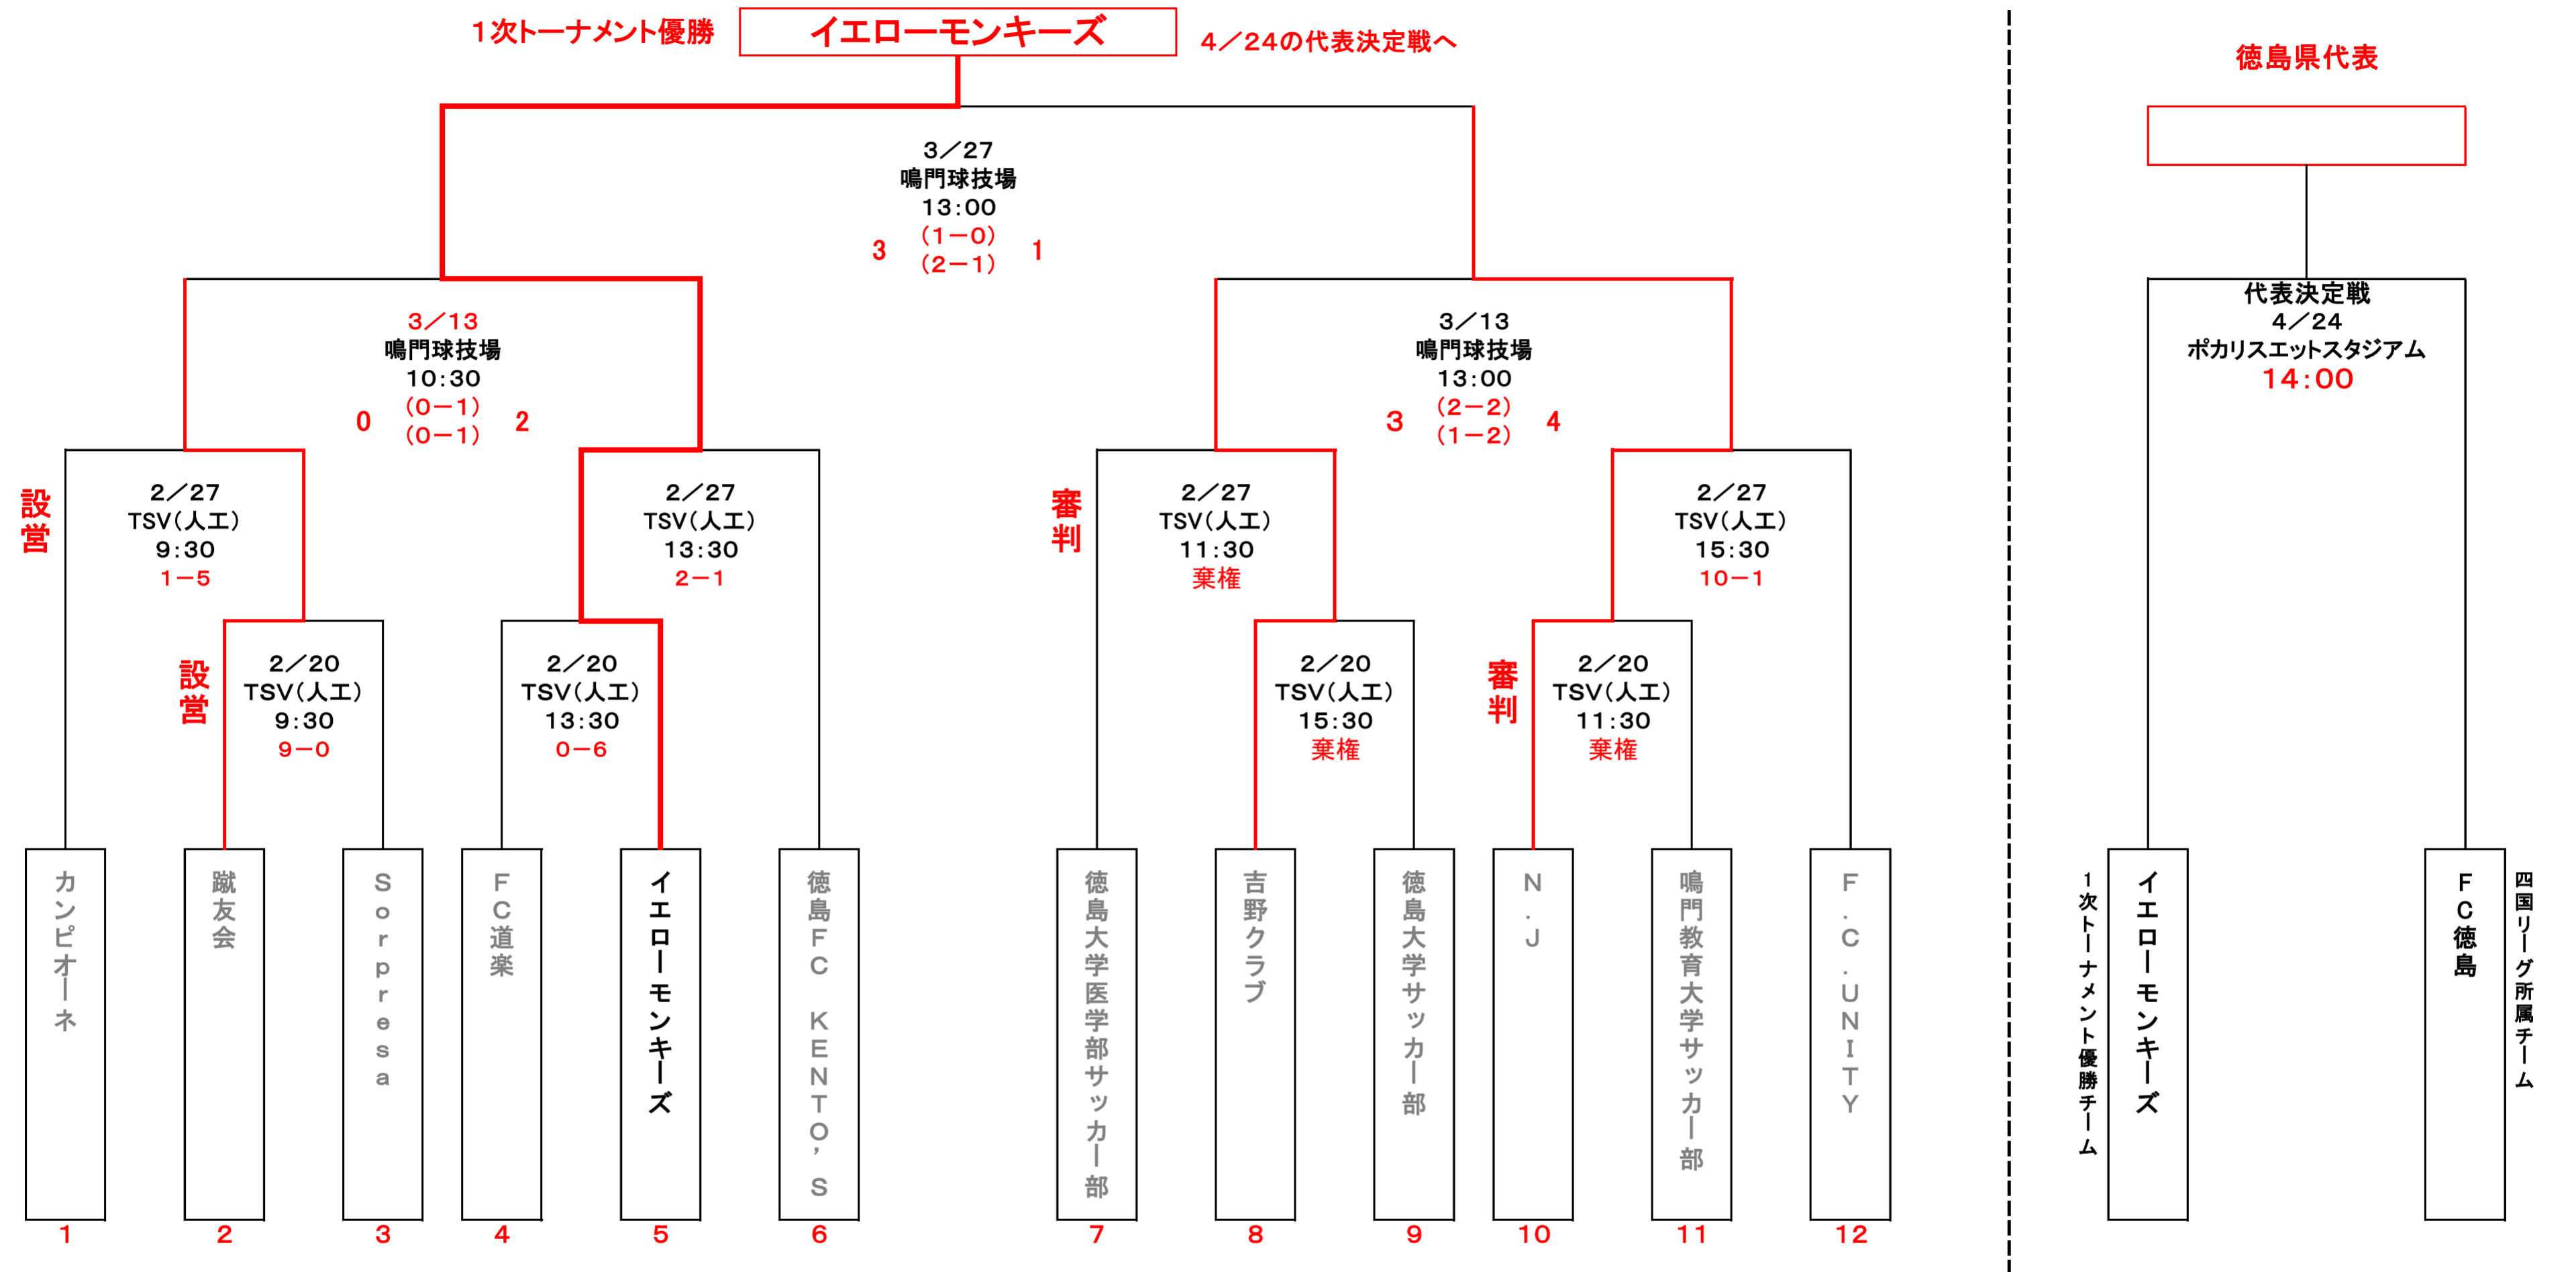 １次トーナメント優勝
イエローモンキーズ
４／２４の代表決定戦へ
徳島県代表
３／２７
鳴門球技場
１３：００
（１－０）
３
１
（２－１）
３／１３
鳴門球技場
１０：３０
（０－１）
０
２
（０－１）
３／１３
鳴門球技場
１３：００
（２－２）
３
４
（１－２）
代表決定戦
４／２４
ポカリスエットスタジアム
１４：００
設営
２／２７
TSV（人工）
９：３０
１－５
２／２７
TSV（人工）
１３：３０
２－１
審判
２／２７
TSV（人工）
１１：３０
棄権
２／２７
TSV（人工）
１５：３０
１０－１
設営
２／２０
TSV（人工）
９：３０
９－０
２／２０
TSV（人工）
１３：３０
０－６
２／２０
TSV（人工）
１５：３０
棄権
審判
２／２０
TSV（人工）
１１：３０
棄権
カンピオーネ
蹴友会
Ｓｏｒｐｒｅｓａ
ＦＣ道楽
イエローモンキーズ
徳島ＦＣ　ＫＥＮＴＯ’Ｓ
徳島大学医学部サッカー部
吉野クラブ
徳島大学サッカー部
Ｎ．Ｊ
鳴門教育大学サッカー部
Ｆ．Ｃ．ＵＮＩＴＹ
１次トーナメント優勝チーム
イエローモンキーズ
ＦＣ徳島
四国リーグ所属チーム
１
２
３
４
５
６
７
８
９
１０
１１
１２